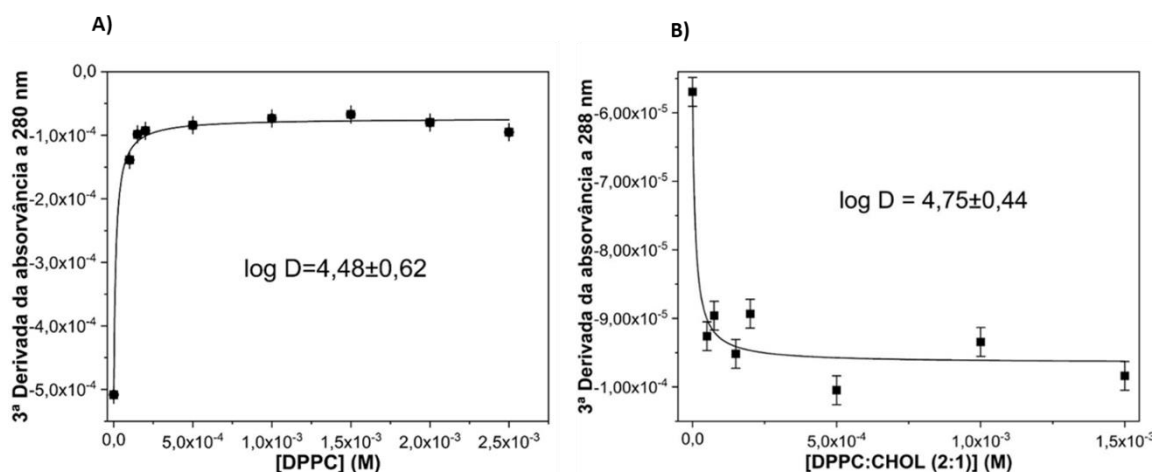 A)
3ª Derivada da absorvância a 280 nm
0,0
-1,0x10⁻⁴
-2,0x10⁻⁴
-3,0x10⁻⁴
-4,0x10⁻⁴
-5,0x10⁻⁴
log D=4,48±0,62
0,0 5,0x10⁻⁴ 1,0x10⁻³ 1,5x10⁻³ 2,0x10⁻³ 2,5x10⁻³
[DPPC] (M)
B)
3ª Derivada da absorvância a 288 nm
-6,00x10⁻⁵
-7,00x10⁻⁵
-8,00x10⁻⁵
-9,00x10⁻⁵
-1,00x10⁻⁴
log D = 4,75±0,44
0,0 5,0x10⁻⁴ 1,0x10⁻³ 1,5x10⁻³
[DPPC:CHOL (2:1)] (M)